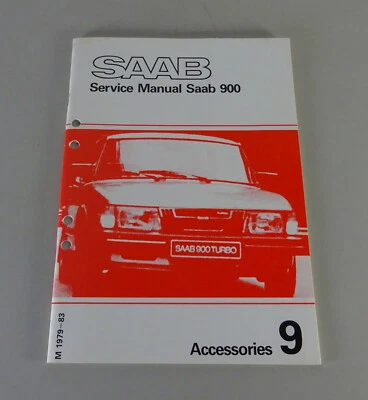 SAAB
Service Manual Saab 900
SAAB 900 TURBO
M 1979-83
Accessories 9